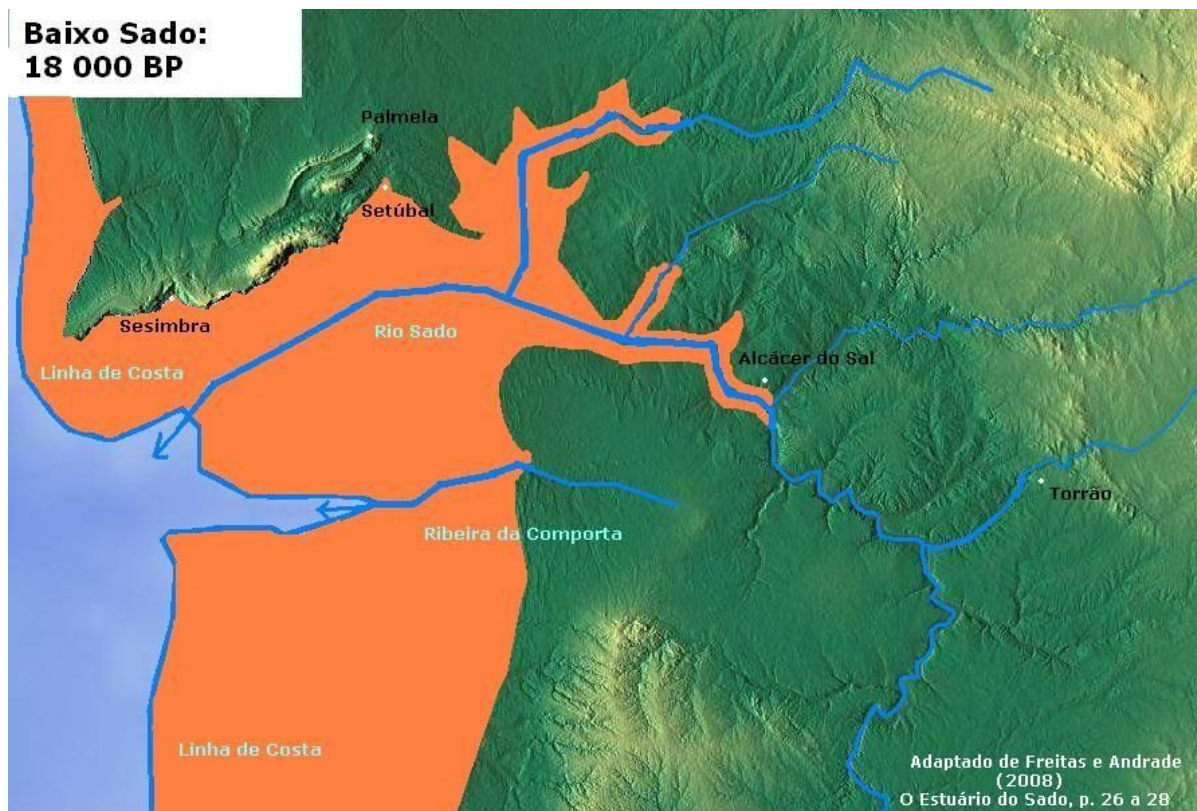 Baixo Sado:
18 000 BP
Palmela
Setúbal
Sesimbra
Rio Sado
Linha de Costa
Alcácer do Sal
Torrão
Ribeira da Comporta
Linha de Costa
Adaptado de Freitas e Andrade
(2008)
O Estuário do Sado, p. 26 a 28